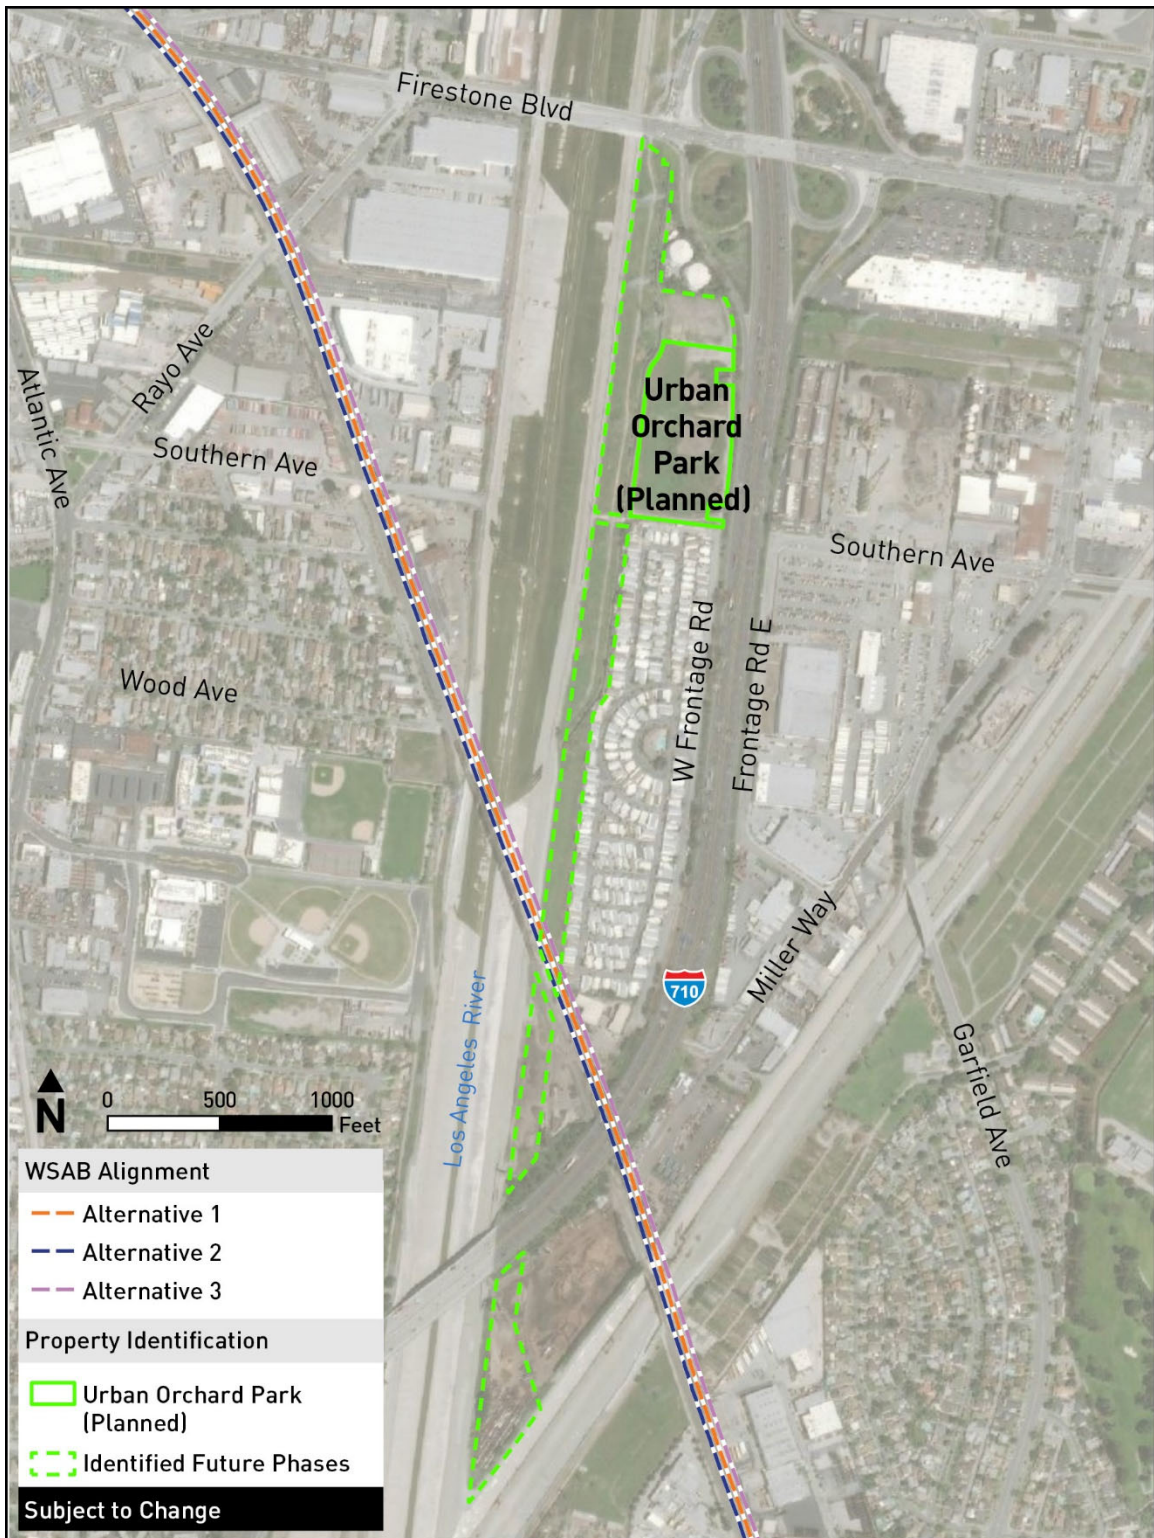 Firestone Blvd
Rayo Ave
Atlantic Ave
Southern Ave
Urban
Orchard
Park
(Planned)
Southern Ave
Wood Ave
W Frontage Rd
Frontage Rd E
Miller Way
710
Los Angeles River
Garfield Ave
N
0 500 1000
Feet
WSAB Alignment
Alternative 1
Alternative 2
Alternative 3
Property Identification
Urban Orchard Park
(Planned)
Identified Future Phases
Subject to Change